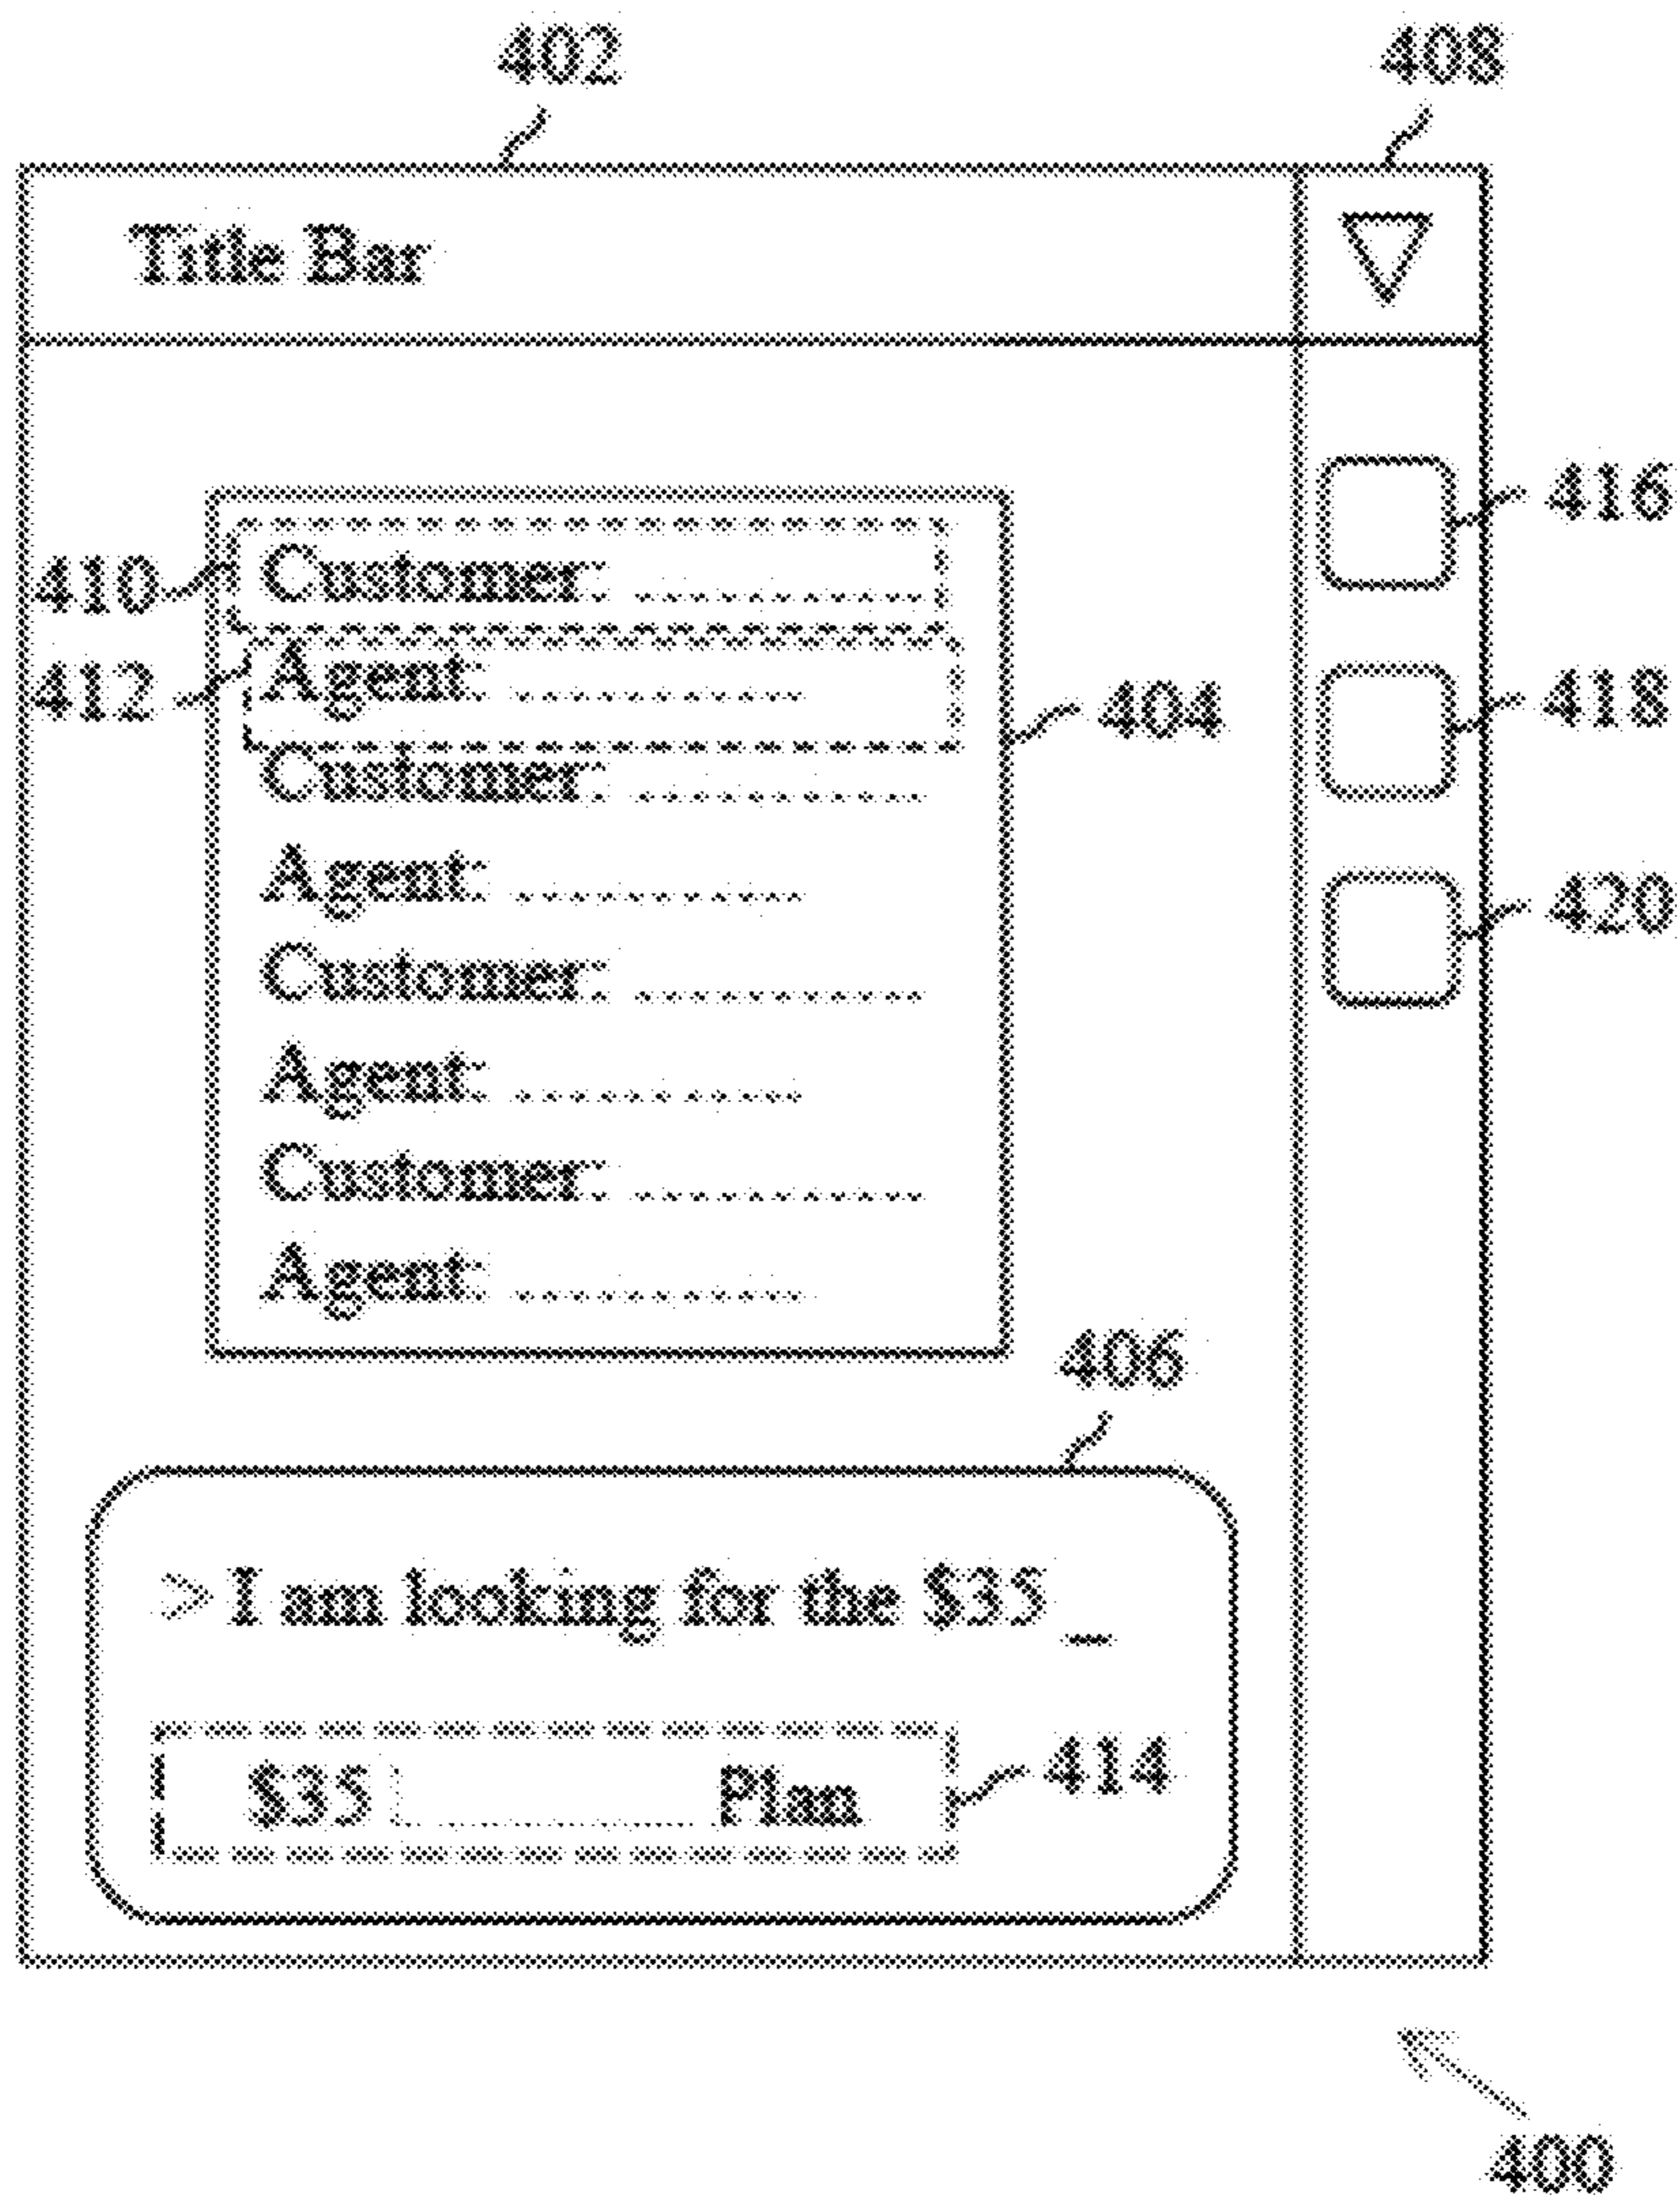 402 408
Title Bar
416
410 Customer: ...........
412 Agent: ...........
418
404
Customer: ...........
Agent: ...........
420
Customer: ...........
Agent: ...........
Customer: ...........
Agent: ...........
406
> I am looking for the $35 _
$35 ............ Plan
414
400